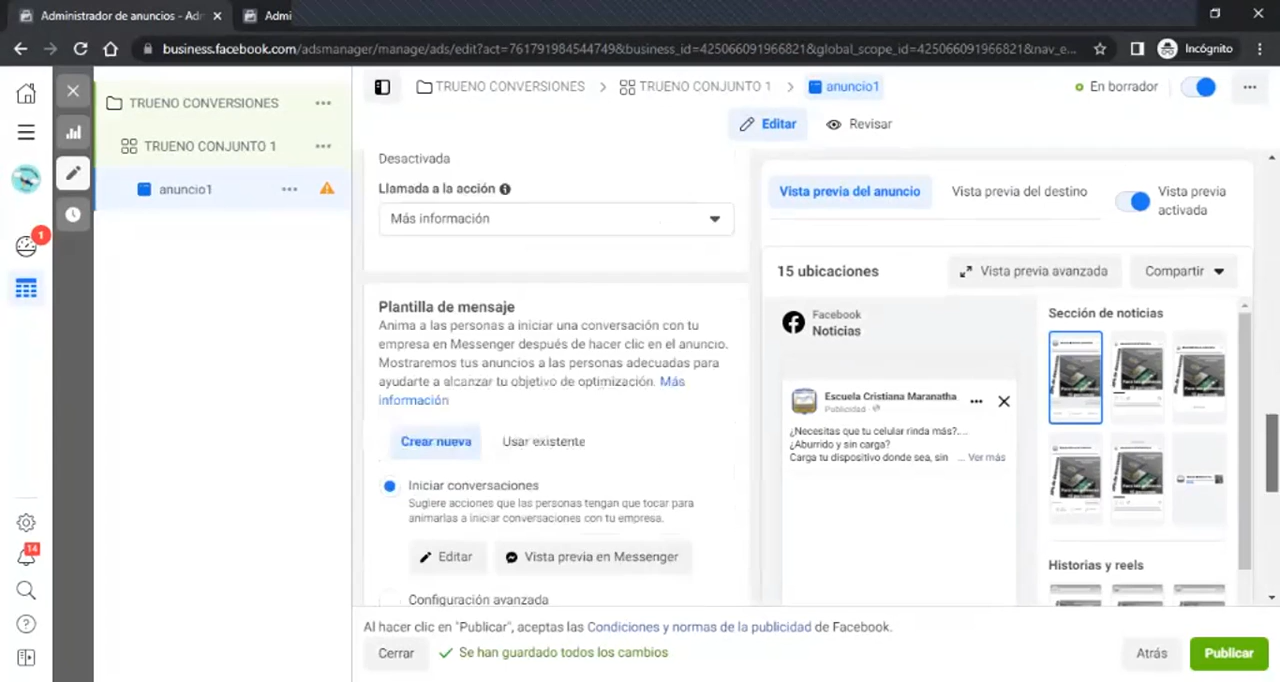 Administrador de anuncios - Adr
Admi
business.facebook.com/adsmanager/manage/ads/edit?act=761791984544749&business_id=425066091966821&global_scope_id=425066091966821&nav_e...
Incógnito
TRUENO CONVERSIONES
TRUENO CONJUNTO 1
anuncio1
1
14
TRUENO CONVERSIONES
TRUENO CONJUNTO 1
anuncio1
En borrador
Editar
Revisar
Desactivada
Llamada a la acción
Más información
Plantilla de mensaje
Anima a las personas a iniciar una conversación con tu
empresa en Messenger después de hacer clic en el anuncio.
Mostraremos tus anuncios a las personas adecuadas para
ayudarte a alcanzar tu objetivo de optimización. Más
información
Crear nueva
Usar existente
Iniciar conversaciones
Sugiere acciones que las personas tengan que tocar para
animarlas a iniciar conversaciones con tu empresa.
Editar
Vista previa en Messenger
Configuración avanzada
Vista previa del anuncio
Vista previa del destino
Vista previa
activada
15 ubicaciones
Vista previa avanzada
Compartir
Facebook
Noticias
Escuela Cristiana Maranatha
Publicidad
¿Necesitas que tu celular rinda más?....
¿Aburrido y sin carga?
Carga tu dispositivo donde sea, sin ... Ver más
Sección de noticias
Historias y reels
Al hacer clic en "Publicar", aceptas las Condiciones y normas de la publicidad de Facebook.
Cerrar
Se han guardado todos los cambios
Atrás
Publicar